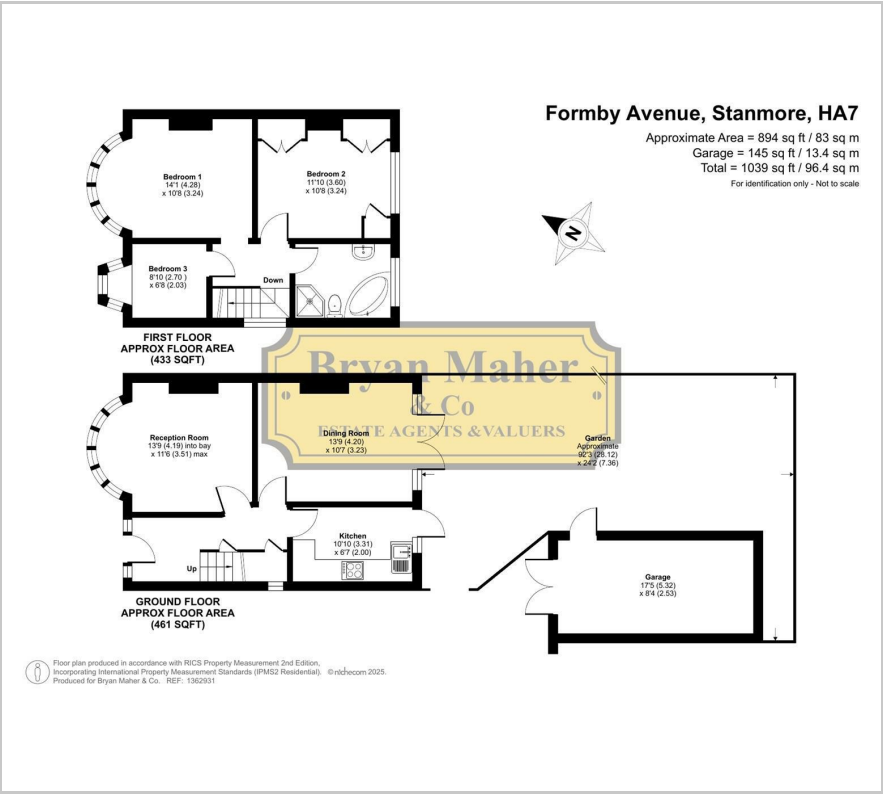 Formby Avenue, Stanmore, HA7
Approximate Area = 894 sq ft / 83 sq m
Garage = 145 sq ft / 13.4 sq m
Total = 1039 sq ft / 96.4 sq m
For identification only - Not to scale
N
Bedroom 1
14'1 (4.28)
x 10'8 (3.24)
Bedroom 2
11'10 (3.60)
x 10'8 (3.24)
Bedroom 3
8'10 (2.70 )
x 6'8 (2.03)
Down
FIRST FLOOR
APPROX FLOOR AREA
(433 SQFT)
Bryan Maher
& Co
ESTATE AGENTS & VALUERS
Reception Room
13'9 (4.19) into bay
x 11'6 (3.51) max
Dining Room
13'9 (4.20)
x 10'7 (3.23)
Garden
Approximate
92'3 (28.12)
x 24'2 (7.36)
Kitchen
10'10 (3.31)
x 6'7 (2.00)
Up
Garage
17'5 (5.32)
x 8'4 (2.53)
GROUND FLOOR
APPROX FLOOR AREA
(461 SQFT)
Floor plan produced in accordance with RICS Property Measurement 2nd Edition,
Incorporating International Property Measurement Standards (IPMS2 Residential). © nichecom 2025.
Produced for Bryan Maher & Co. REF: 1362931